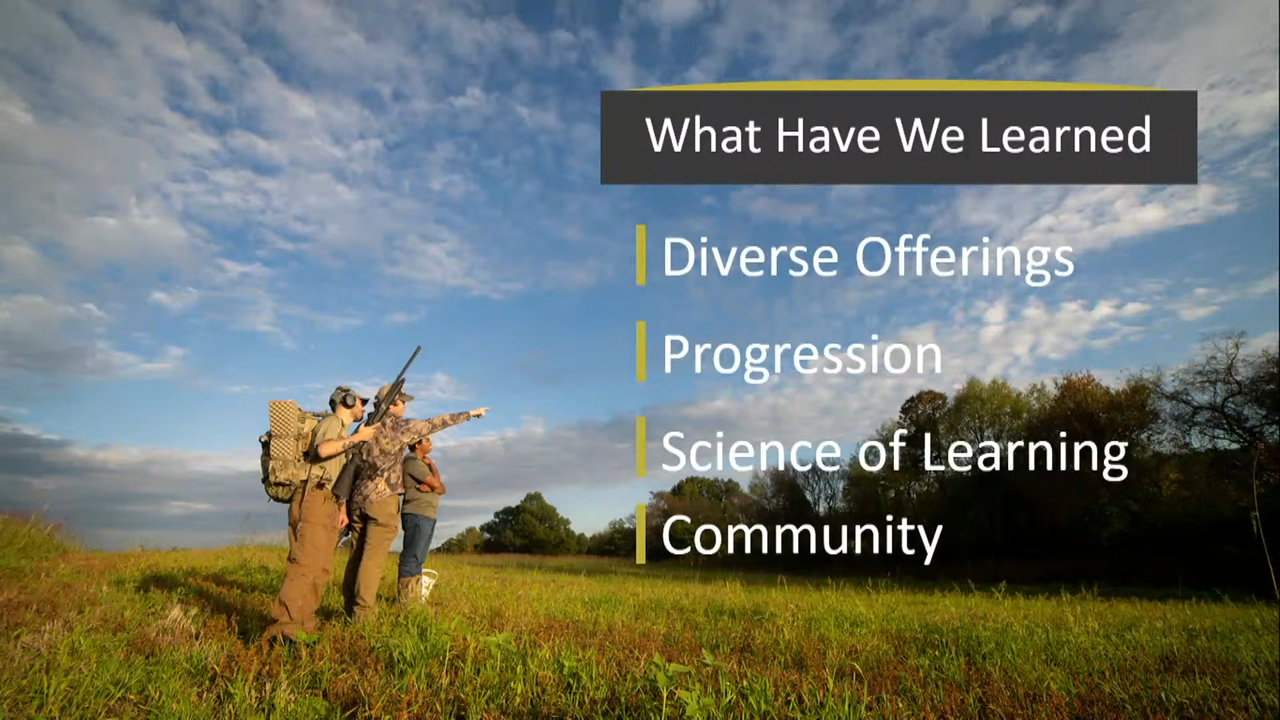 What Have We Learned
Diverse Offerings
Progression
Science of Learning
Community